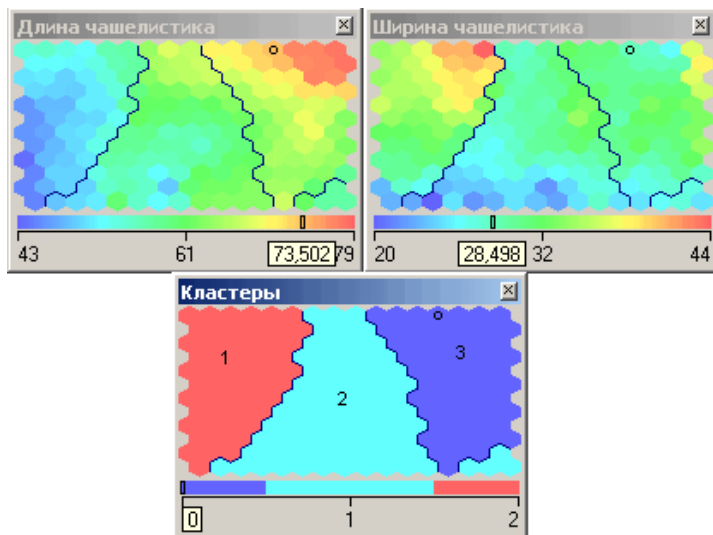 Длина чашелистика
43 61 73,502 79
Ширина чашелистика
20 28,498 32 44
Кластеры
1
2
3
0 1 2